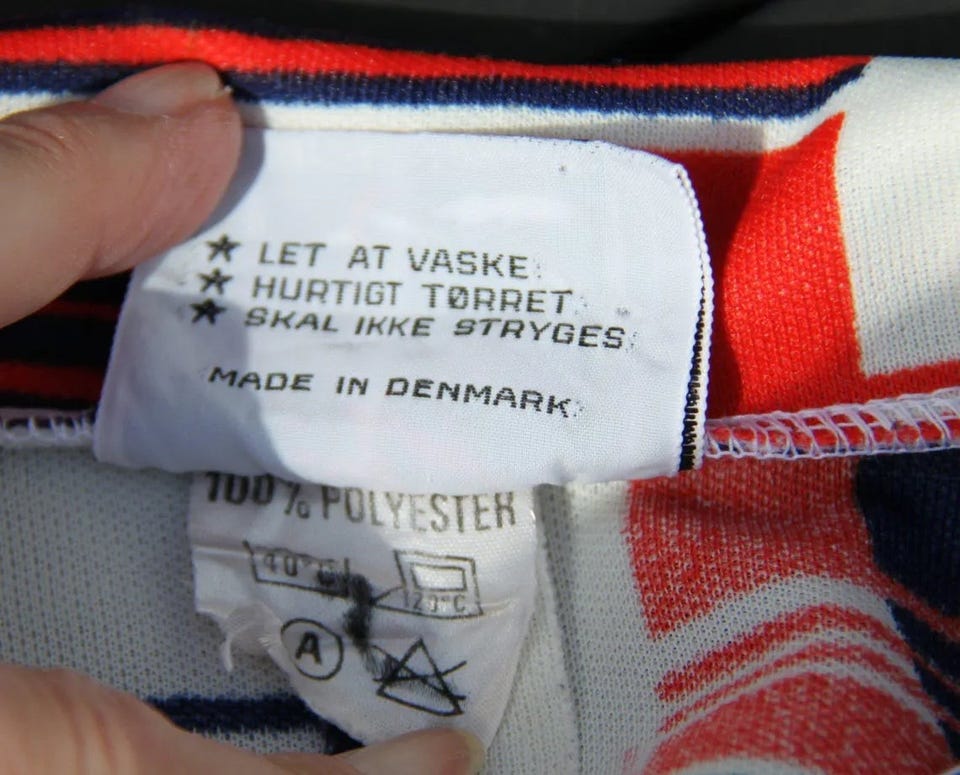 ★ LET AT VASKE
★ HURTIGT TØRRET
★ SKAL IKKE STRYGES
MADE IN DENMARK
100% POLYESTER
40°C
120°C
A